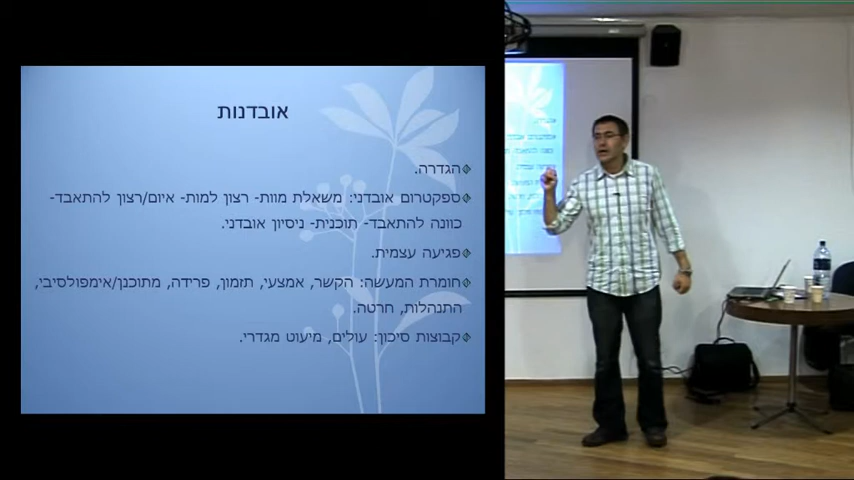 אובדנות
הגדרה.
ספקטרום אובדני: משאלת מוות- רצון למות- איום/רצון להתאבד-
כוונה להתאבד- תוכנית- ניסיון אובדני.
פגיעה עצמית.
חומרת המעשה: הקשר, אמצעי, תזמון, פרידה, מתוכנן/אימפולסיבי,
התנהלות, חרטה.
קבוצות סיכון: עולים, מיעוט מגדרי.